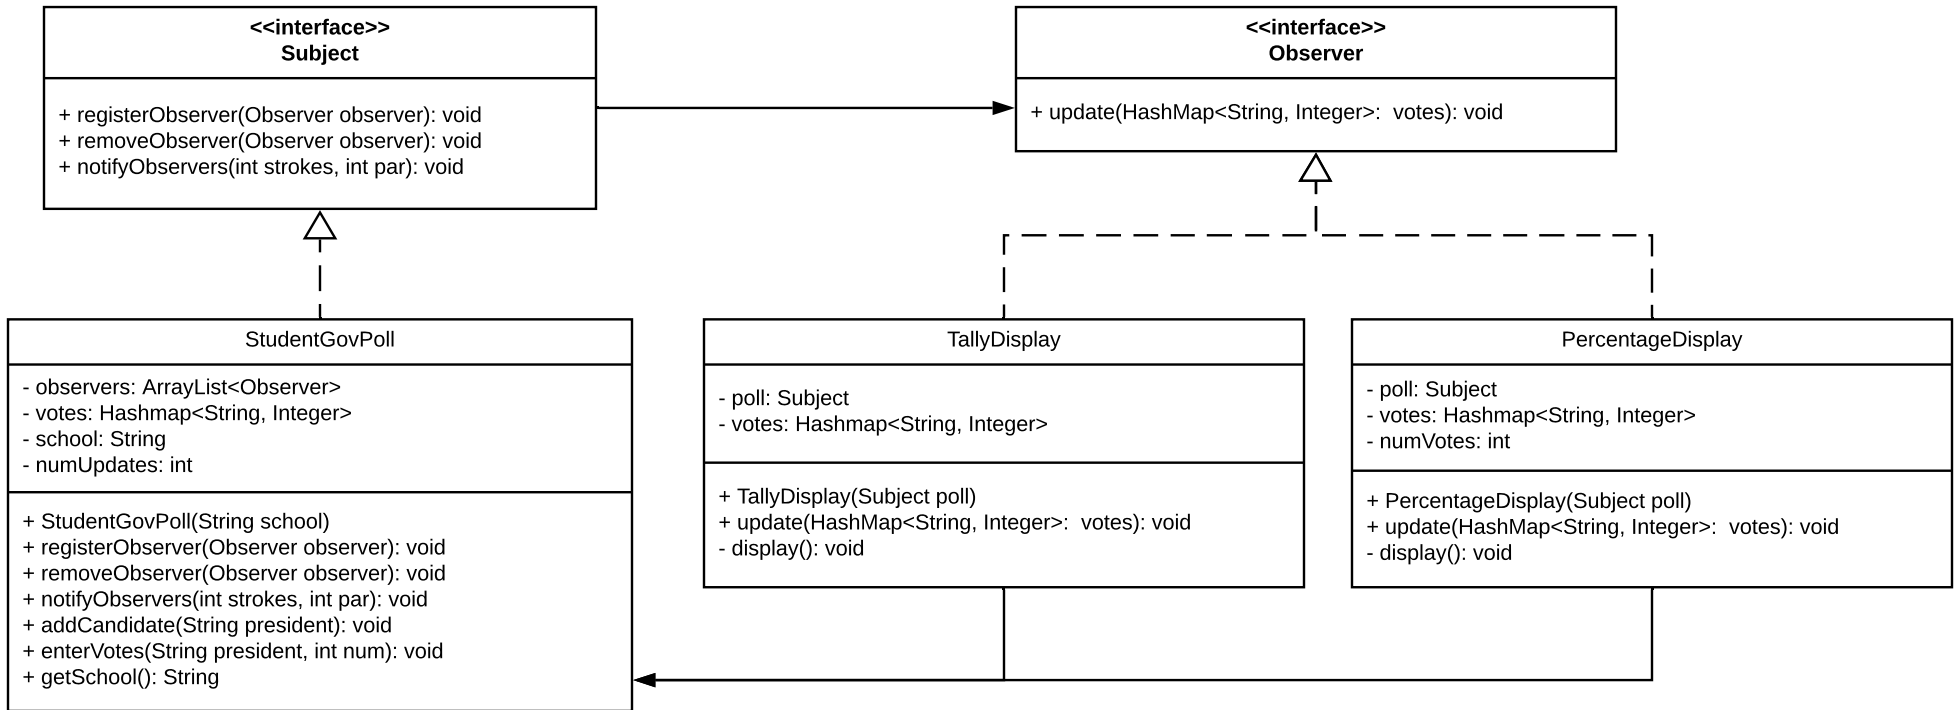 <<interface>>
Subject
+ registerObserver(Observer observer): void
+ removeObserver(Observer observer): void
+ notifyObservers(int strokes, int par): void
<<interface>>
Observer
+ update(HashMap<String, Integer>:  votes): void
StudentGovPoll
- observers: ArrayList<Observer>
- votes: Hashmap<String, Integer>
- school: String
- numUpdates: int
+ StudentGovPoll(String school)
+ registerObserver(Observer observer): void
+ removeObserver(Observer observer): void
+ notifyObservers(int strokes, int par): void
+ addCandidate(String president): void
+ enterVotes(String president, int num): void
+ getSchool(): String
TallyDisplay
- poll: Subject
- votes: Hashmap<String, Integer>
+ TallyDisplay(Subject poll)
+ update(HashMap<String, Integer>:  votes): void
- display(): void
PercentageDisplay
- poll: Subject
- votes: Hashmap<String, Integer>
- numVotes: int
+ PercentageDisplay(Subject poll)
+ update(HashMap<String, Integer>:  votes): void
- display(): void